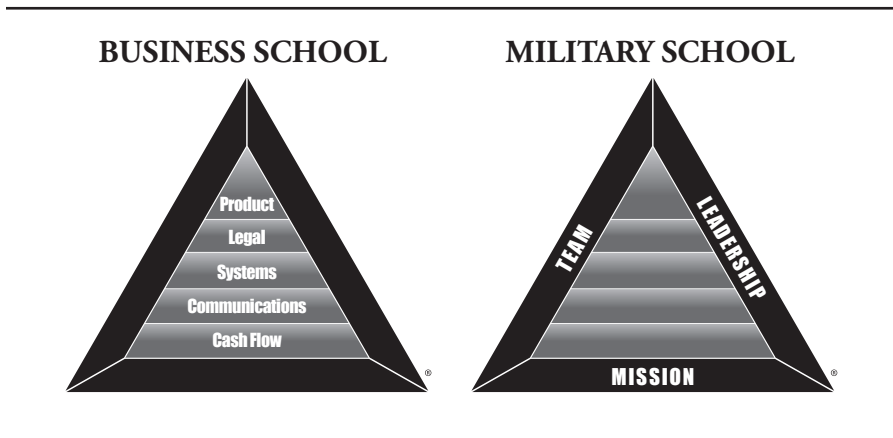 BUSINESS SCHOOL
Product
Legal
Systems
Communications
Cash Flow
®
MILITARY SCHOOL
TEAM
LEADERSHIP
MISSION
®